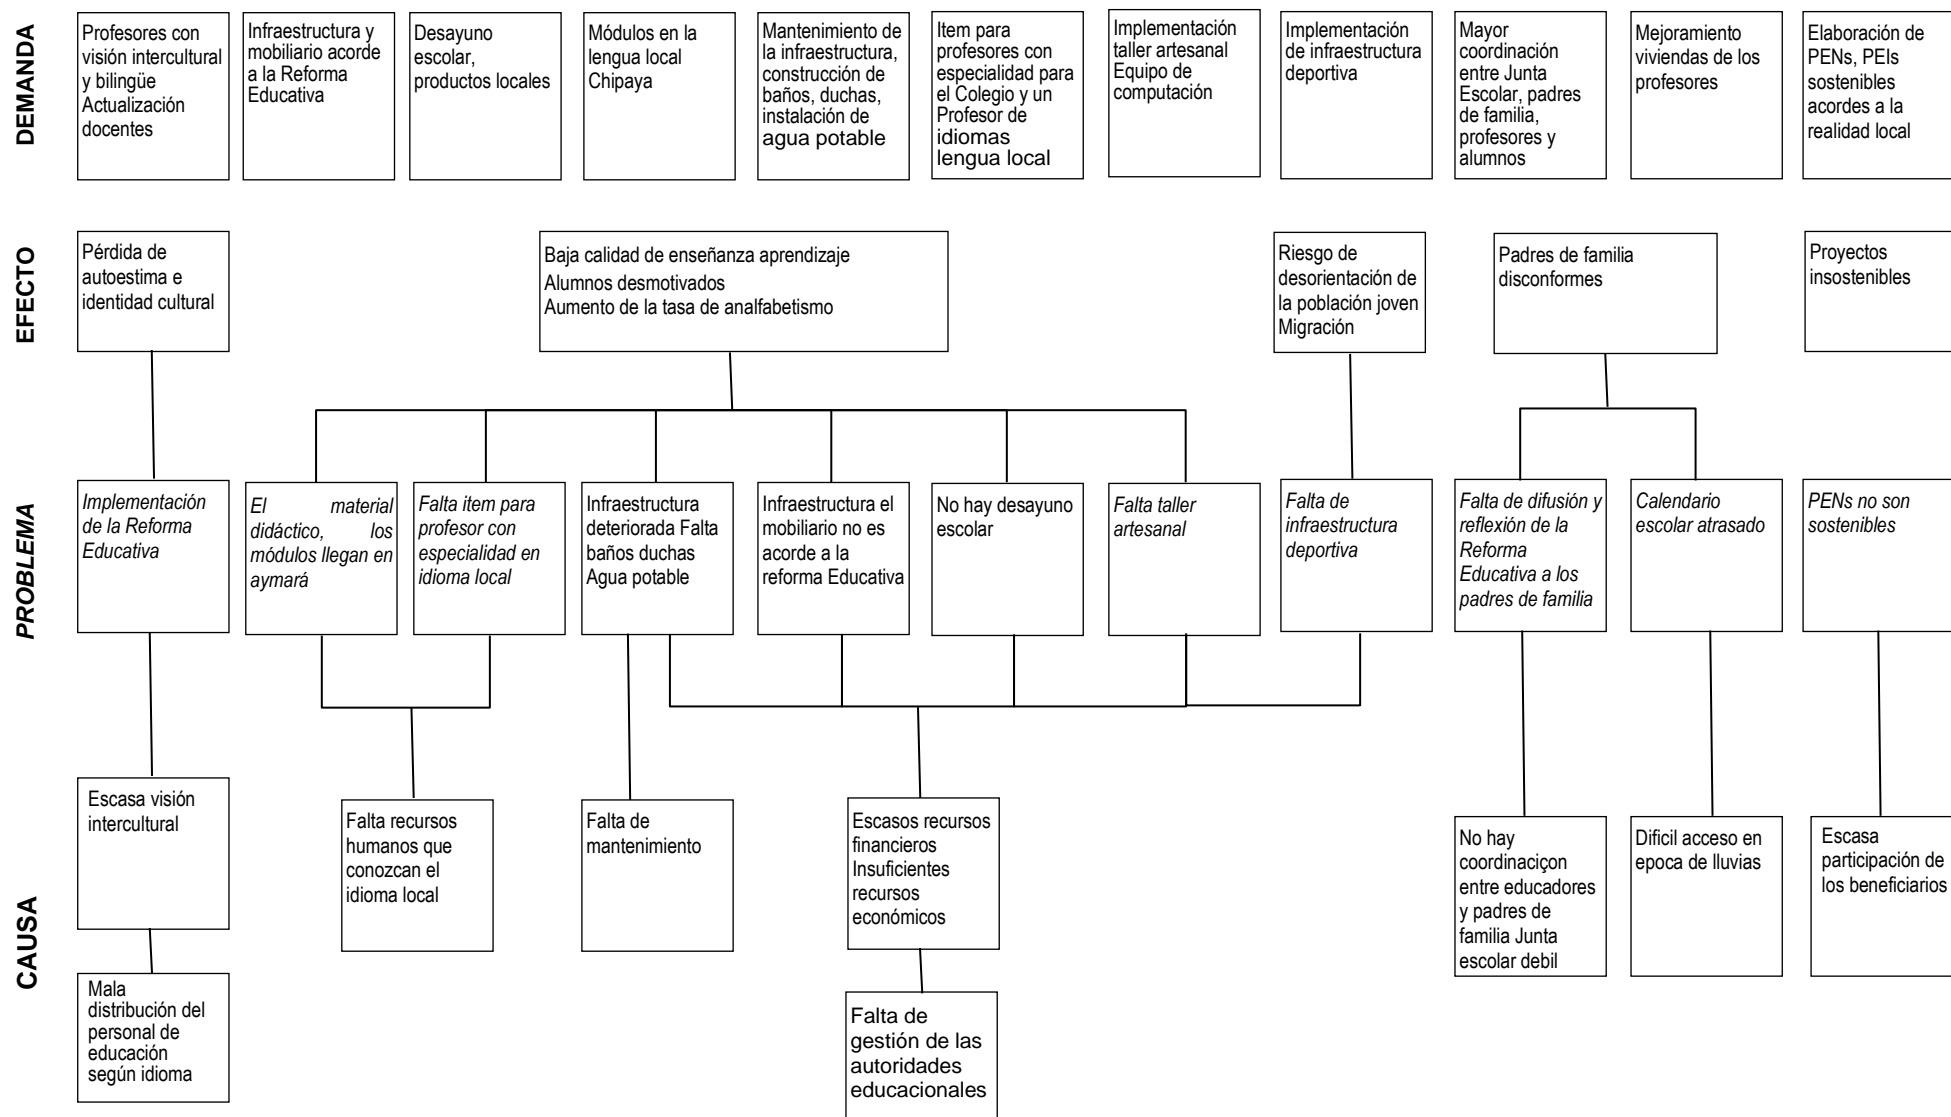 DEMANDA
Profesores con
visión intercultural
y bilingüe
Actualización
docentes
Infraestructura y
mobiliario acorde
a la Reforma
Educativa
Desayuno
escolar,
productos locales
Módulos en la
lengua local
Chipaya
Mantenimiento de
la infraestructura,
construcción de
baños, duchas,
instalación de
agua potable
Item para
profesores con
especialidad para
el Colegio y un
Profesor de
idiomas
lengua local
Implementación
taller artesanal
Equipo de
computación
Implementación
de infraestructura
deportiva
Mayor
coordinación
entre Junta
Escolar, padres
de familia,
profesores y
alumnos
Mejoramiento
viviendas de los
profesores
Elaboración de
PENs, PEIs
sostenibles
acordes a la
realidad local
EFECTO
Pérdida de
autoestima e
identidad cultural
Baja calidad de enseñanza aprendizaje
Alumnos desmotivados
Aumento de la tasa de analfabetismo
Riesgo de
desorientación de
la población joven
Migración
Padres de familia
disconformes
Proyectos
insostenibles
PROBLEMA
Implementación
de la Reforma
Educativa
El material
didáctico, los
módulos llegan en
aymará
Falta item para
profesor con
especialidad en
idioma local
Infraestructura
deteriorada Falta
baños duchas
Agua potable
Infraestructura el
mobiliario no es
acorde a la
reforma Educativa
No hay desayuno
escolar
Falta taller
artesanal
Falta de
infraestructura
deportiva
Falta de difusión y
reflexión de la
Reforma
Educativa a los
padres de familia
Calendario
escolar atrasado
PENs no son
sostenibles
CAUSA
Escasa visión
intercultural
Falta recursos
humanos que
conozcan el
idioma local
Falta de
mantenimiento
Escasos recursos
financieros
Insuficientes
recursos
económicos
No hay
coordinaciçon
entre educadores
y padres de
familia Junta
escolar debil
Dificil acceso en
epoca de lluvias
Escasa
participación de
los beneficiarios
Mala
distribución del
personal de
educación
según idioma
Falta de
gestión de las
autoridades
educacionales